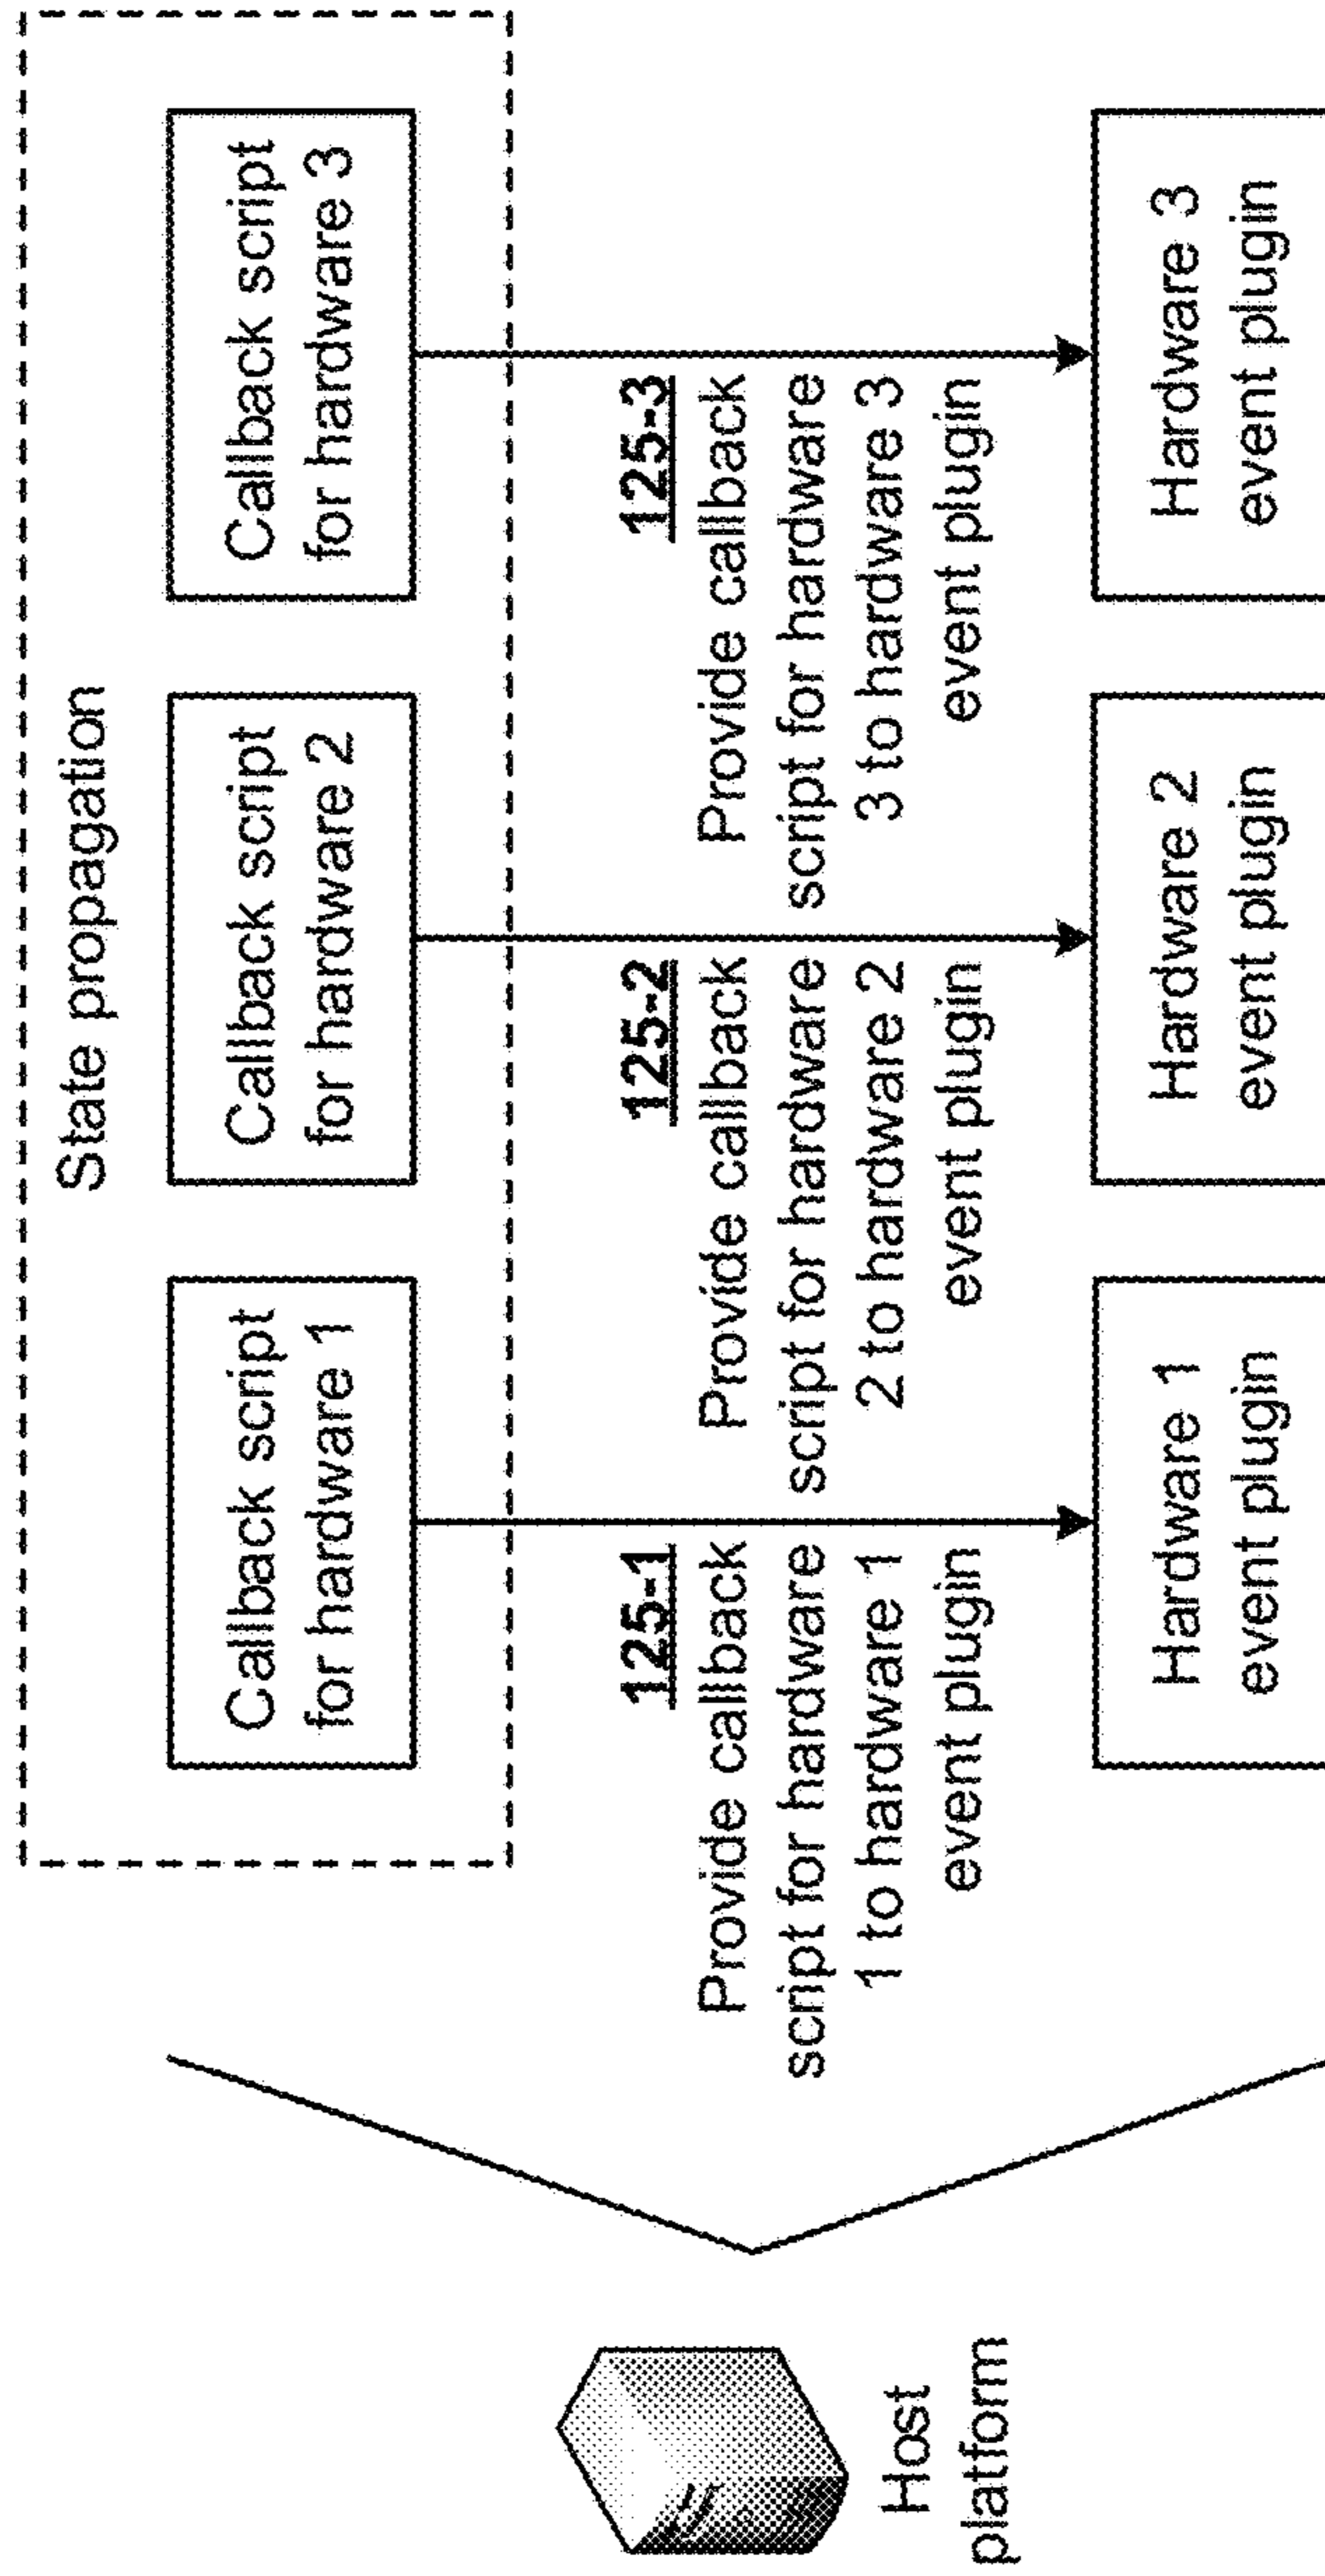 State propagation
Callback script
for hardware 1
Callback script
for hardware 2
Callback script
for hardware 3
125-1
Provide callback
script for hardware
1 to hardware 1
event plugin
125-2
Provide callback
script for hardware
2 to hardware 2
event plugin
125-3
Provide callback
script for hardware
3 to hardware 3
event plugin
Host
platform
Hardware 1
event plugin
Hardware 2
event plugin
Hardware 3
event plugin